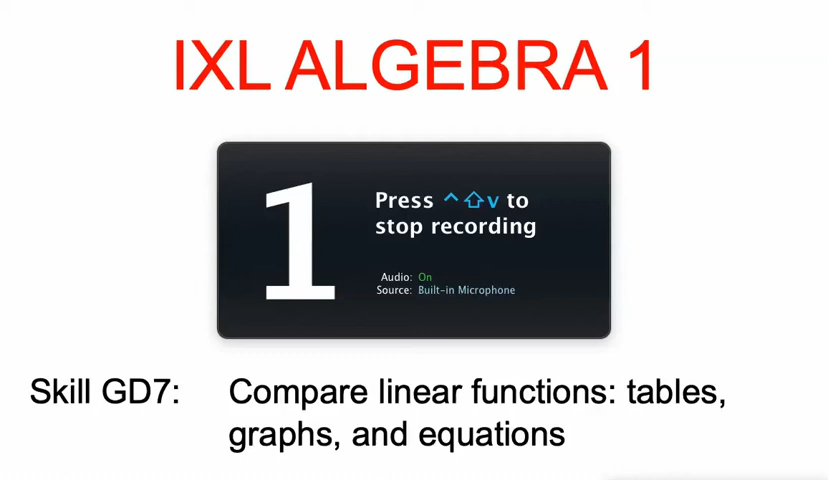 IXL ALGEBRA 1
1
Press ^⇧v to
stop recording
Audio: On
Source: Built-in Microphone
Skill GD7: Compare linear functions: tables,
graphs, and equations